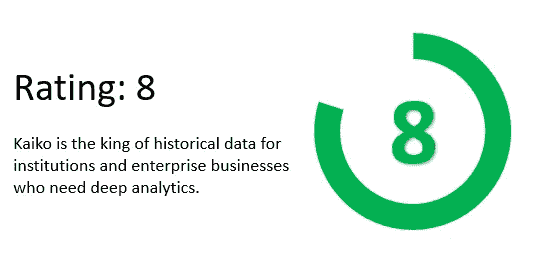 Rating: 8
Kaiko is the king of historical data for
institutions and enterprise businesses
who need deep analytics.
8